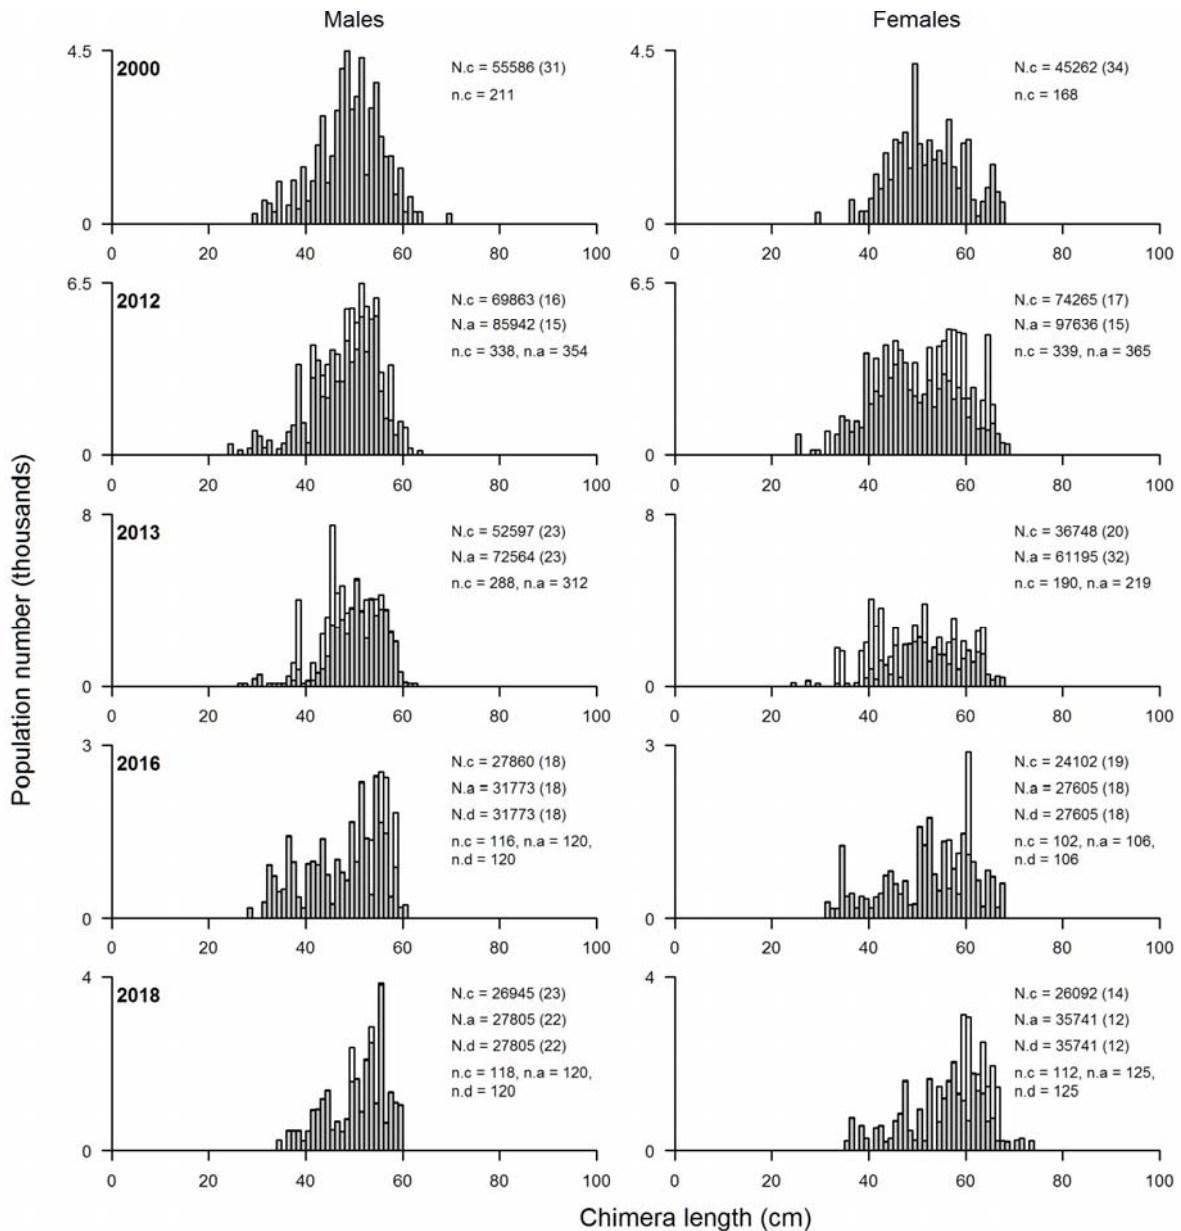 Males
Females
4.5
2000
N.c = 55586 (31)
n.c = 211
0
0 20 40 60 80 100
4.5
N.c = 45262 (34)
n.c = 168
0
0 20 40 60 80 100
6.5
2012
N.c = 69863 (16)
N.a = 85942 (15)
n.c = 338, n.a = 354
0
0 20 40 60 80 100
6.5
N.c = 74265 (17)
N.a = 97636 (15)
n.c = 339, n.a = 365
0
0 20 40 60 80 100
8
2013
N.c = 52597 (23)
N.a = 72564 (23)
n.c = 288, n.a = 312
0
0 20 40 60 80 100
8
N.c = 36748 (20)
N.a = 61195 (32)
n.c = 190, n.a = 219
0
0 20 40 60 80 100
3
2016
N.c = 27860 (18)
N.a = 31773 (18)
N.d = 31773 (18)
n.c = 116, n.a = 120,
n.d = 120
0
0 20 40 60 80 100
3
N.c = 24102 (19)
N.a = 27605 (18)
N.d = 27605 (18)
n.c = 102, n.a = 106,
n.d = 106
0
0 20 40 60 80 100
4
2018
N.c = 26945 (23)
N.a = 27805 (22)
N.d = 27805 (22)
n.c = 118, n.a = 120,
n.d = 120
0
0 20 40 60 80 100
4
N.c = 26092 (14)
N.a = 35741 (12)
N.d = 35741 (12)
n.c = 112, n.a = 125,
n.d = 125
0
0 20 40 60 80 100
Population number (thousands)
Chimera length (cm)